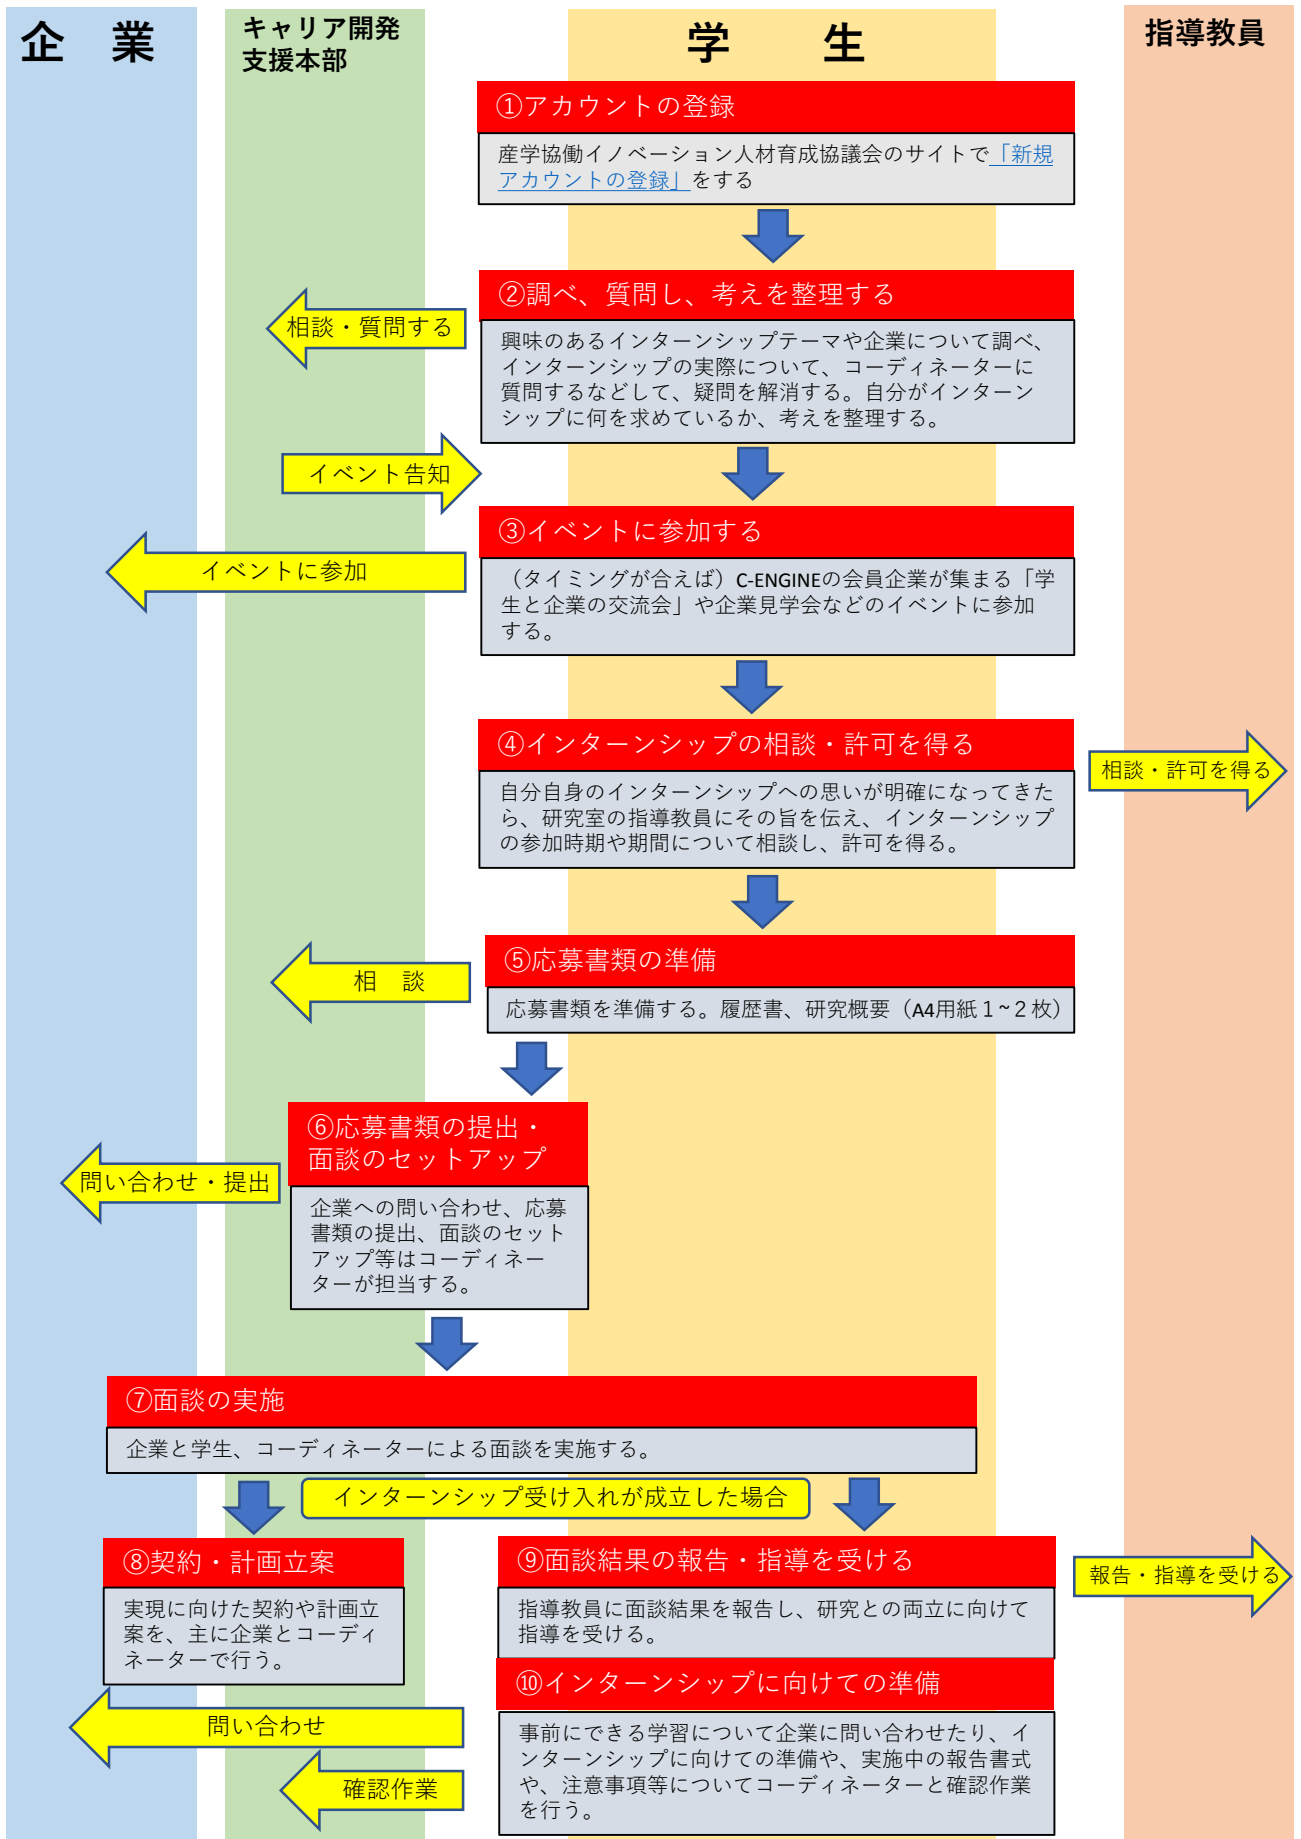 企　業
キャリア開発
支援本部
学　　生
指導教員
①アカウントの登録
産学協働イノベーション人材育成協議会のサイトで「新規
アカウントの登録」をする
②調べ、質問し、考えを整理する
相談・質問する
興味のあるインターンシップテーマや企業について調べ、
インターンシップの実際について、コーディネーターに
質問するなどして、疑問を解消する。自分がインターン
シップに何を求めているか、考えを整理する。
イベント告知
③イベントに参加する
イベントに参加
（タイミングが合えば）C-ENGINEの会員企業が集まる「学
生と企業の交流会」や企業見学会などのイベントに参加
する。
④インターンシップの相談・許可を得る
相談・許可を得る
自分自身のインターンシップへの思いが明確になってきた
ら、研究室の指導教員にその旨を伝え、インターンシップ
の参加時期や期間について相談し、許可を得る。
⑤応募書類の準備
相　談
応募書類を準備する。履歴書、研究概要（A4用紙１~２枚）
⑥応募書類の提出・
面談のセットアップ
問い合わせ・提出
企業への問い合わせ、応募
書類の提出、面談のセット
アップ等はコーディネー
ターが担当する。
⑦面談の実施
企業と学生、コーディネーターによる面談を実施する。
インターンシップ受け入れが成立した場合
⑧契約・計画立案
実現に向けた契約や計画立
案を、主に企業とコーディ
ネーターで行う。
⑨面談結果の報告・指導を受ける
報告・指導を受ける
指導教員に面談結果を報告し、研究との両立に向けて
指導を受ける。
⑩インターンシップに向けての準備
問い合わせ
事前にできる学習について企業に問い合わせたり、イ
ンターンシップに向けての準備や、実施中の報告書式
や、注意事項等についてコーディネーターと確認作業
を行う。
確認作業